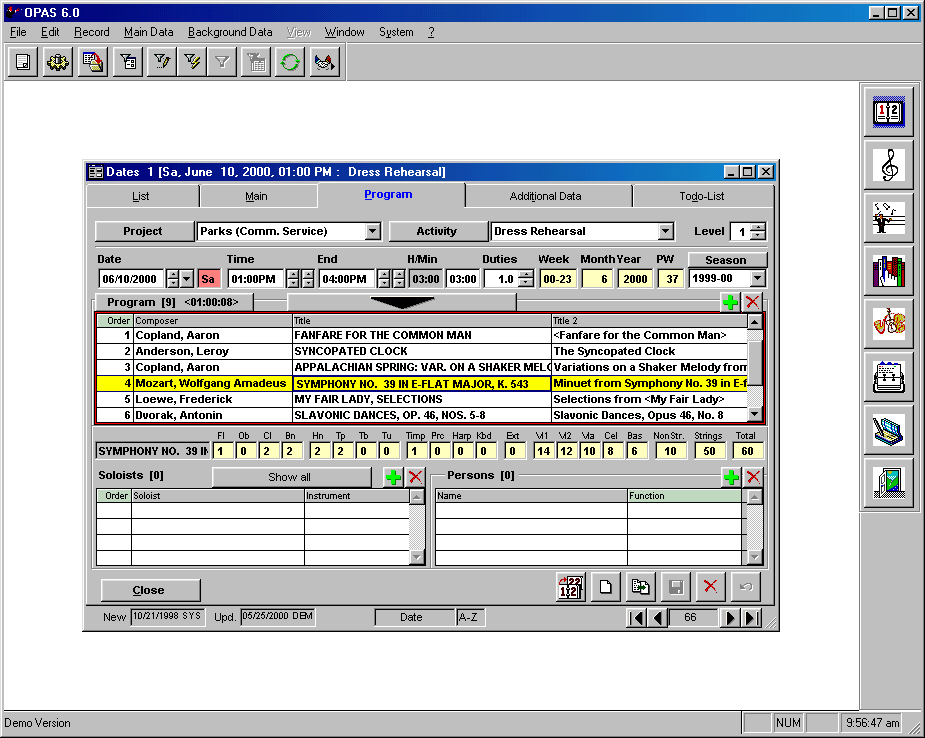 OPAS 6.0
File Edit Record Main Data Background Data View Window System ?
1 2
Dates 1 [Sa, June 10, 2000, 01:00 PM : Dress Rehearsal]
List Main Program Additional Data Todo-List
Project Parks (Comm. Service) Activity Dress Rehearsal Level 1
Date Time End H/Min Duties Week Month Year PW Season
06/10/2000 Sa 01:00PM 04:00PM 03:00 03:00 1.0 00-23 6 2000 37 1999-00
Program [9] <01:00:08>
Order Composer Title Title 2
1 Copland, Aaron FANFARE FOR THE COMMON MAN <Fanfare for the Common Man>
2 Anderson, Leroy SYNCOPATED CLOCK The Syncopated Clock
3 Copland, Aaron APPALACHIAN SPRING: VAR. ON A SHAKER MELO Variations on a Shaker Melody from
4 Mozart, Wolfgang Amadeus SYMPHONY NO. 39 IN E-FLAT MAJOR, K. 543 Minuet from Symphony No. 39 in E-f
5 Loewe, Frederick MY FAIR LADY, SELECTIONS Selections from <My Fair Lady>
6 Dvorak, Antonin SLAVONIC DANCES, OP. 46, NOS. 5-8 Slavonic Dances, Opus 46, No. 8
Fl Ob Cl Bn Hn Tp Tb Tu Timp Prc Harp Kbd Ext Vl1 Vl2 Vla Cel Bas Non Str. Strings Total
SYMPHONY NO. 39 IN 1 0 2 2 2 2 0 0 1 0 0 0 0 14 12 10 8 6 10 50 60
Soloists [0] Show all Persons [0]
Order Soloist Instrument Name Function
Close
22
1 2
New 10/21/1998 SYS Upd. 05/25/2000 DEM Date A-Z 66
Demo Version NUM 9:56:47 am